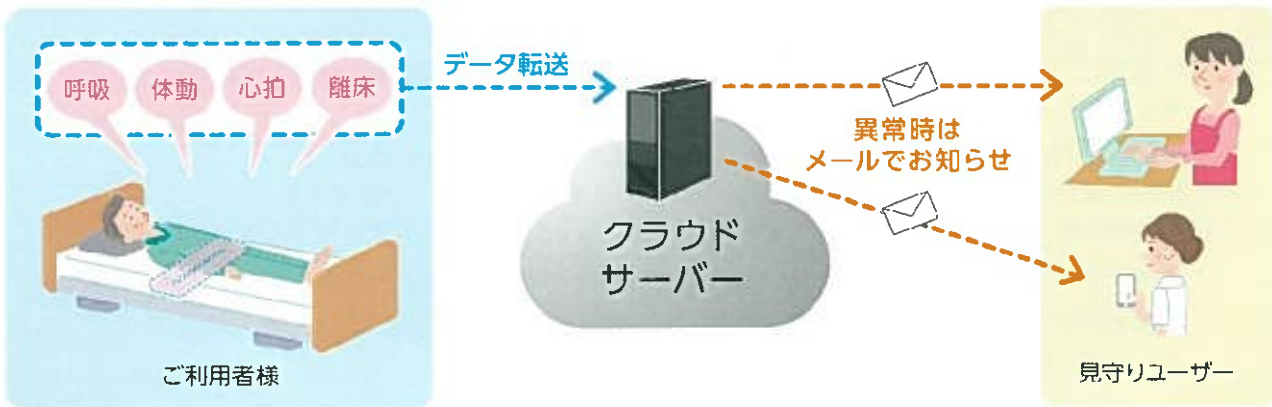 呼吸
体動
心拍
離床
データ転送
異常時は
メールでお知らせ
クラウド
サーバー
ご利用者様
見守りユーザー